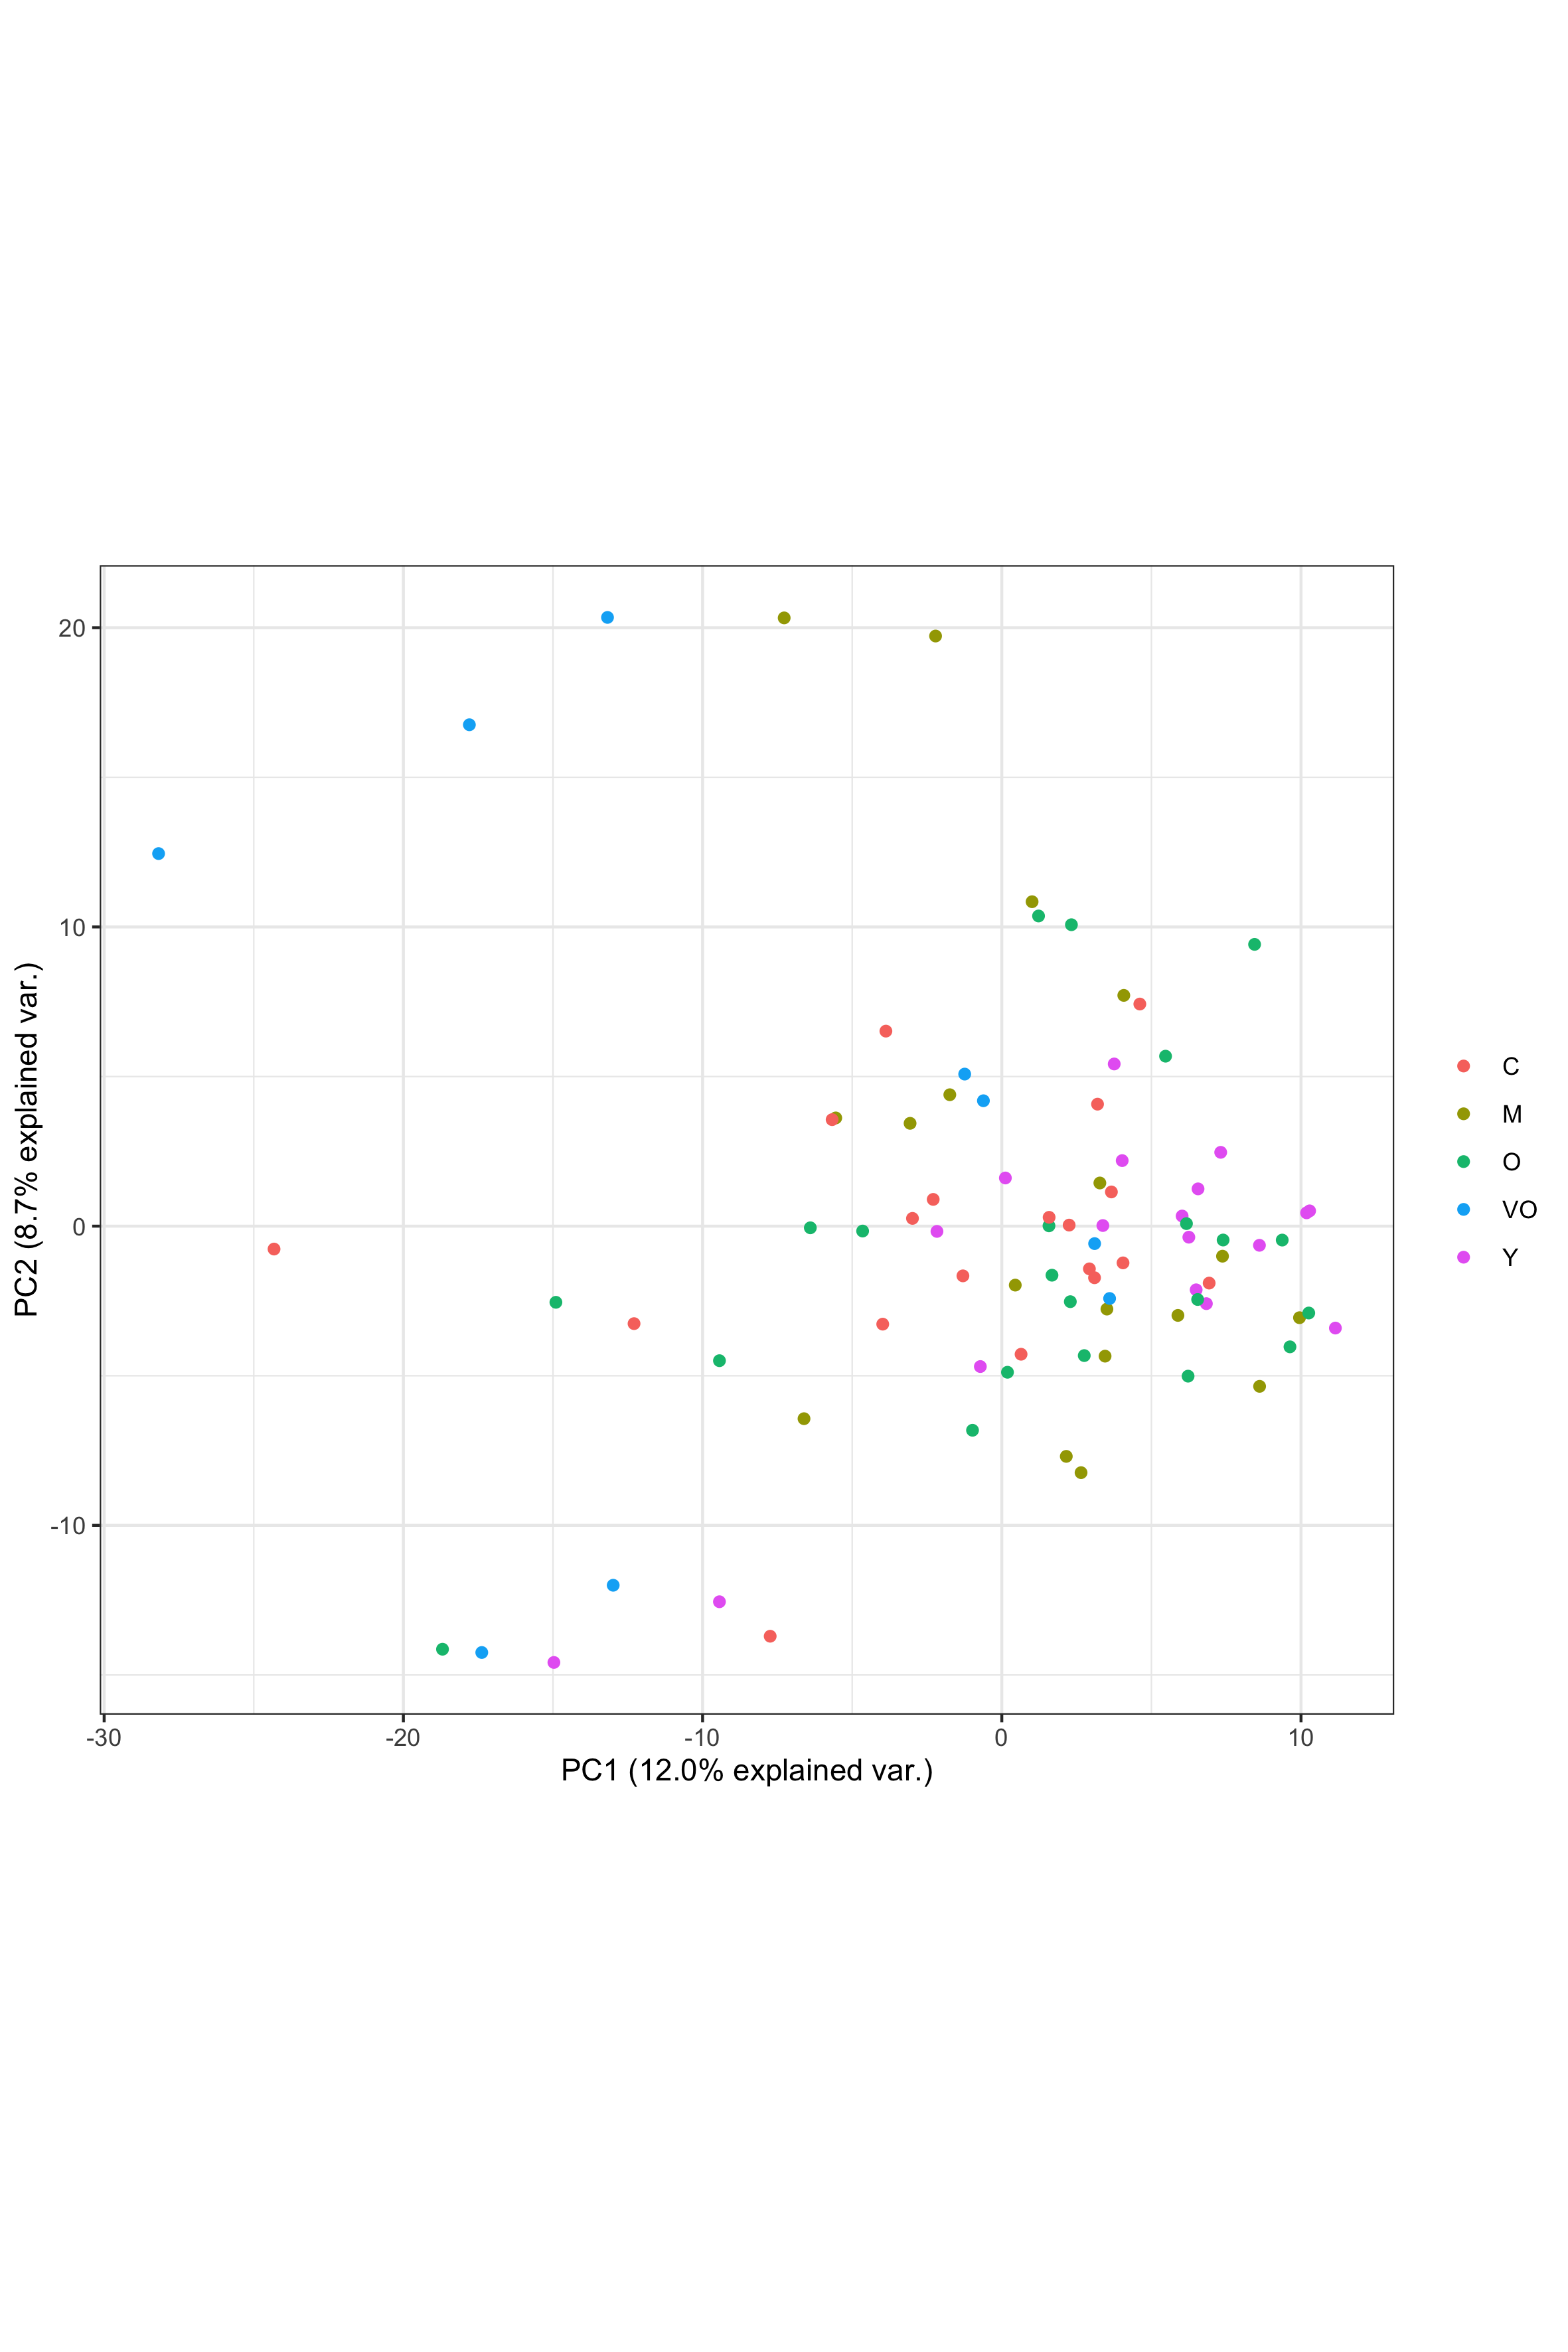 20
10
0
-10
PC2 (8.7% explained var.)
-30
-20
-10
0
10
PC1 (12.0% explained var.)
C
M
O
VO
Y